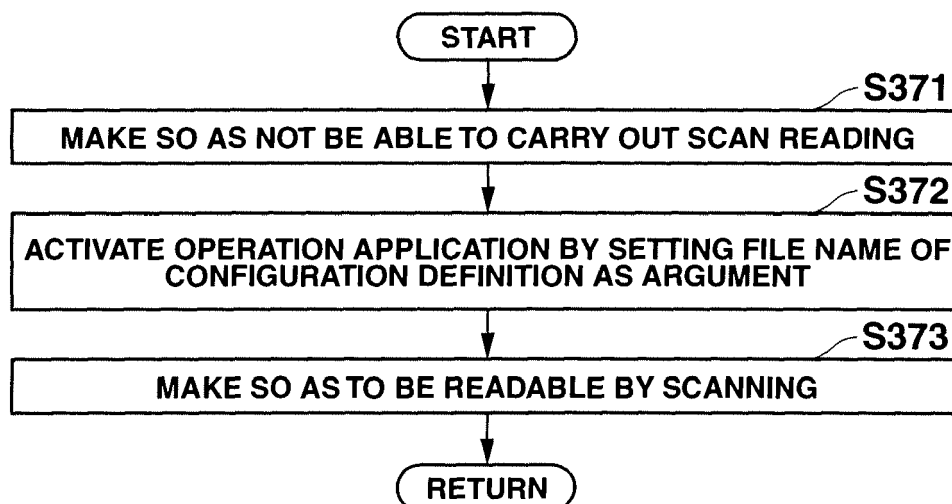 START
S371
MAKE SO AS NOT BE ABLE TO CARRY OUT SCAN READING
S372
ACTIVATE OPERATION APPLICATION BY SETTING FILE NAME OF
CONFIGURATION DEFINITION AS ARGUMENT
S373
MAKE SO AS TO BE READABLE BY SCANNING
RETURN